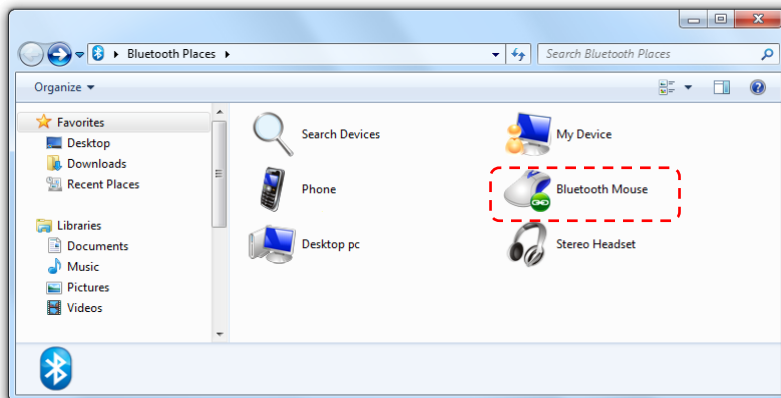 Bluetooth Places
Search Bluetooth Places
Organize
Favorites
Desktop
Downloads
Recent Places
Libraries
Documents
Music
Pictures
Videos
Search Devices
My Device
Phone
Bluetooth Mouse
Desktop pc
Stereo Headset